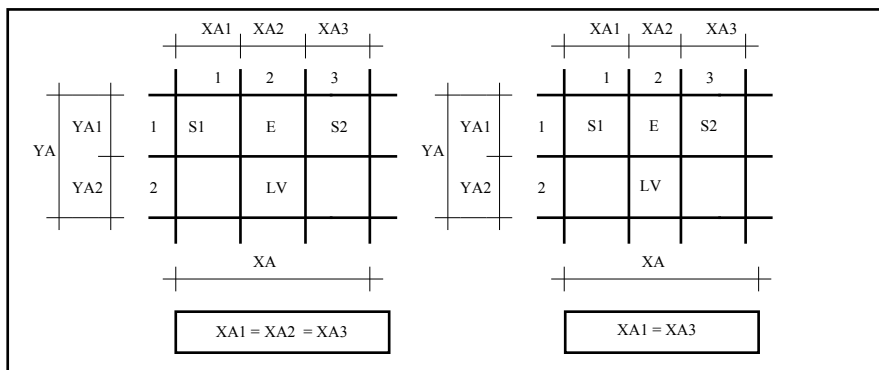 XA1 XA2 XA3
1 2 3
YA1 1 S1 E S2
YA
YA2 2 LV
XA
XA1 = XA2 = XA3
XA1 XA2 XA3
1 2 3
YA1 1 S1 E S2
YA
YA2 2 LV
XA
XA1 = XA3